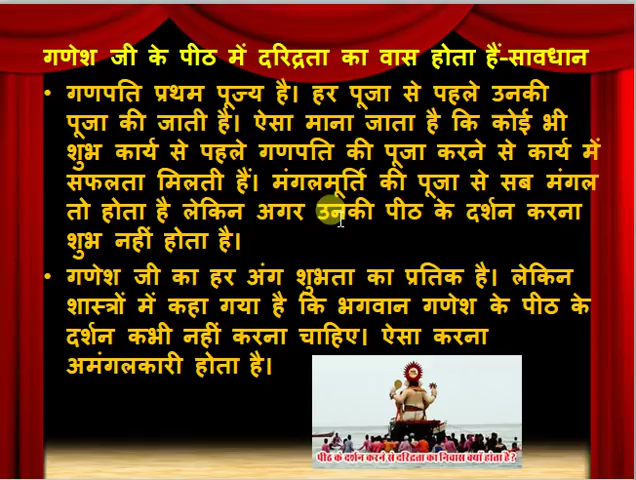 गणेश जी के पीठ में दरिद्रता का वास होता हैं-सावधान
• गणपति प्रथम पूज्य है। हर पूजा से पहले उनकी
पूजा की जाती है। ऐसा माना जाता है कि कोई भी
शुभ कार्य से पहले गणपति की पूजा करने से कार्य में
सफलता मिलती हैं। मंगलमूर्ति की पूजा से सब मंगल
तो होता है लेकिन अगर उनकी पीठ के दर्शन करना
शुभ नहीं होता है।
• गणेश जी का हर अंग शुभता का प्रतिक है। लेकिन
शास्त्रों में कहा गया है कि भगवान गणेश के पीठ के
दर्शन कभी नहीं करना चाहिए। ऐसा करना
अमंगलकारी होता है।
पीठ के दर्शन करने से दरिद्रता का निवास क्यों होता है?